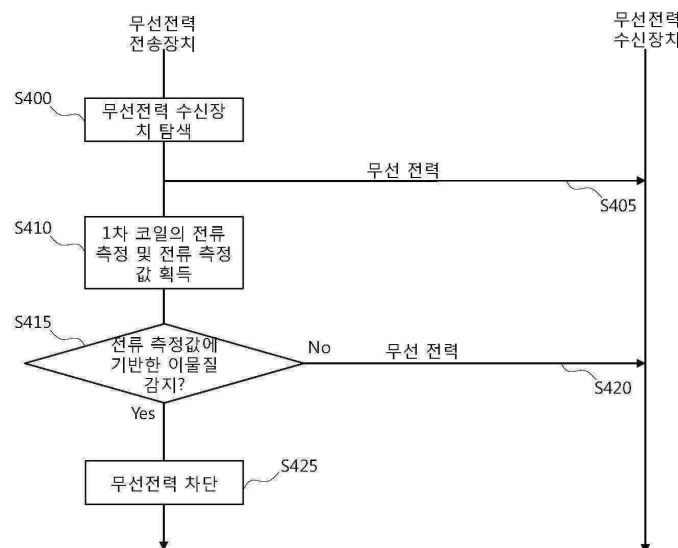 무선전력
전송장치
무선전력
수신장치
S400
무선전력 수신장
치 탐색
무선 전력
S405
S410
1차 코일의 전류
측정 및 전류 측정
값 획득
S415
전류 측정값에
기반한 이물질
감지?
No
무선 전력
S420
Yes
무선전력 차단
S425